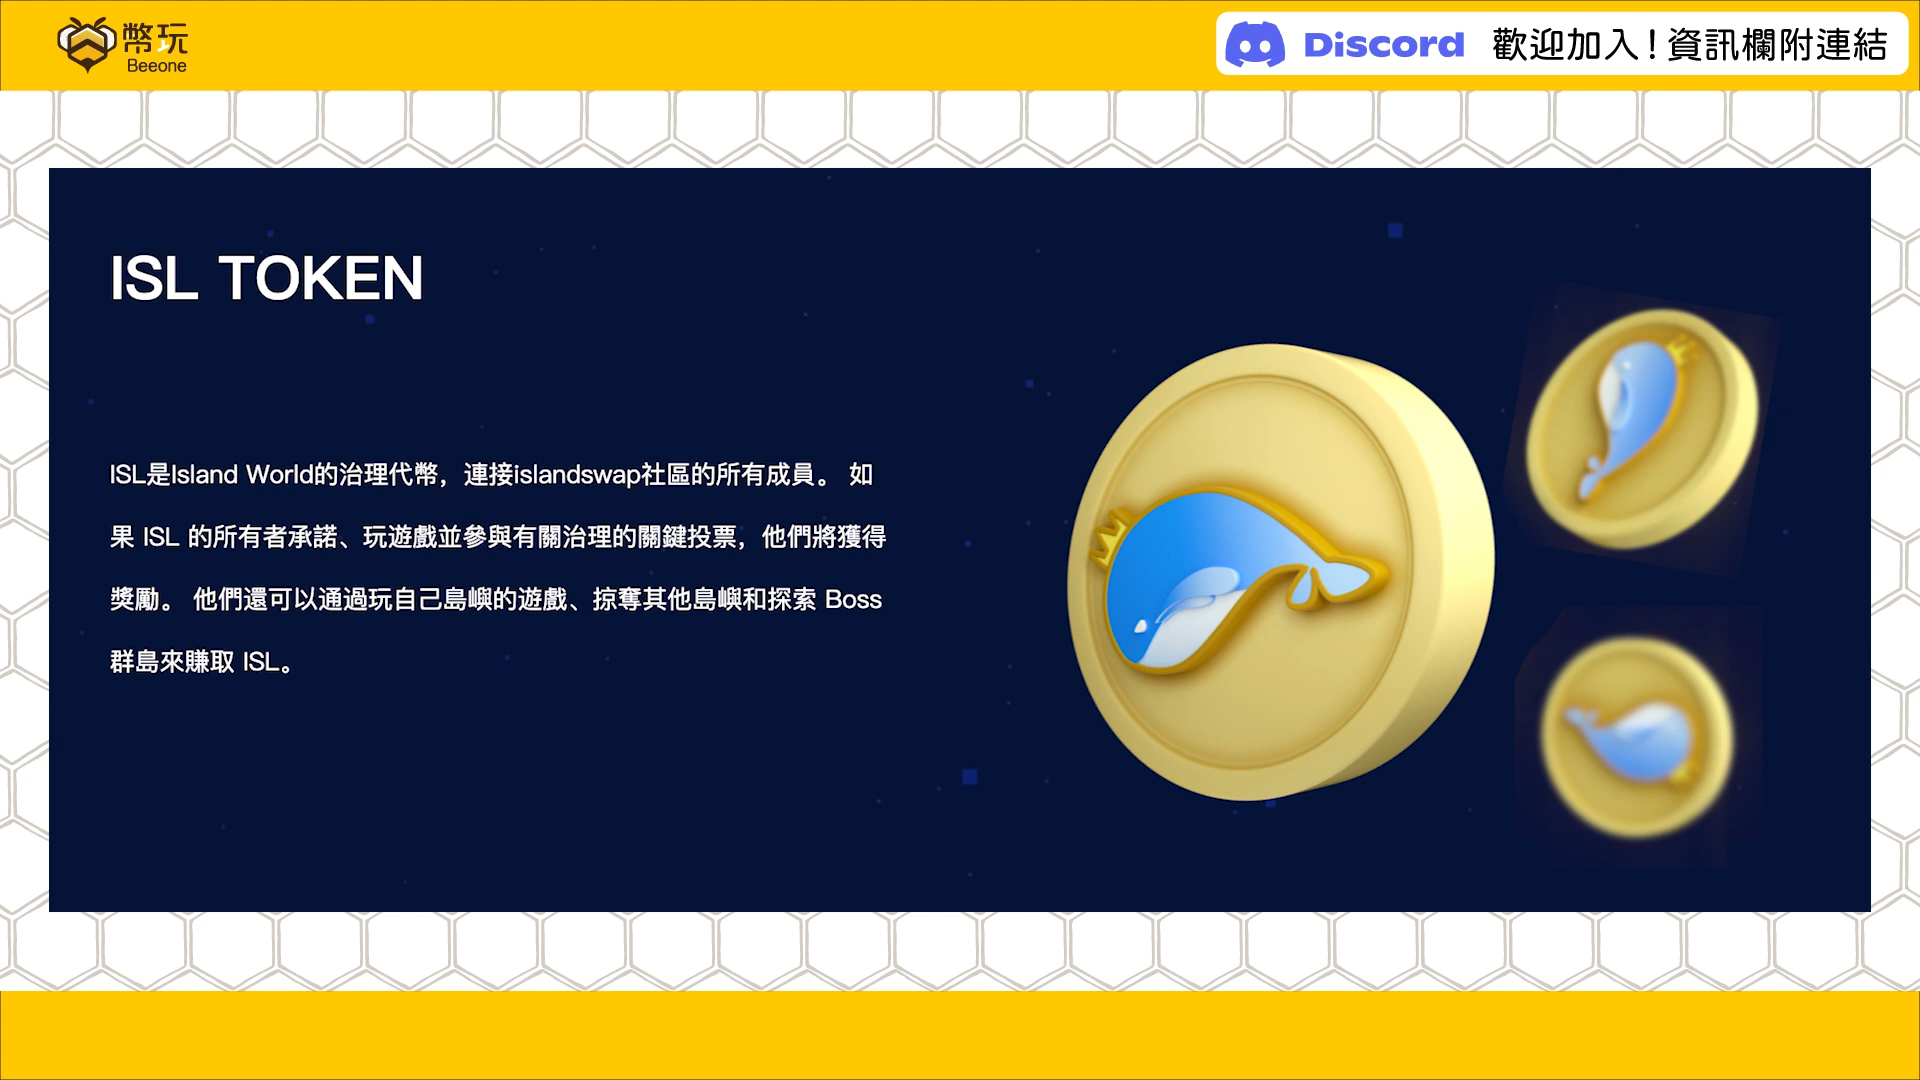 幣玩
Beeone
Discord 歡迎加入!資訊欄附連結
ISL TOKEN
ISL是Island World的治理代幣，連接islandswap社區的所有成員。 如
果 ISL 的所有者承諾、玩遊戲並參與有關治理的關鍵投票，他們將獲得
獎勵。 他們還可以通過玩自己島嶼的遊戲、掠奪其他島嶼和探索 Boss
群島來賺取 ISL。